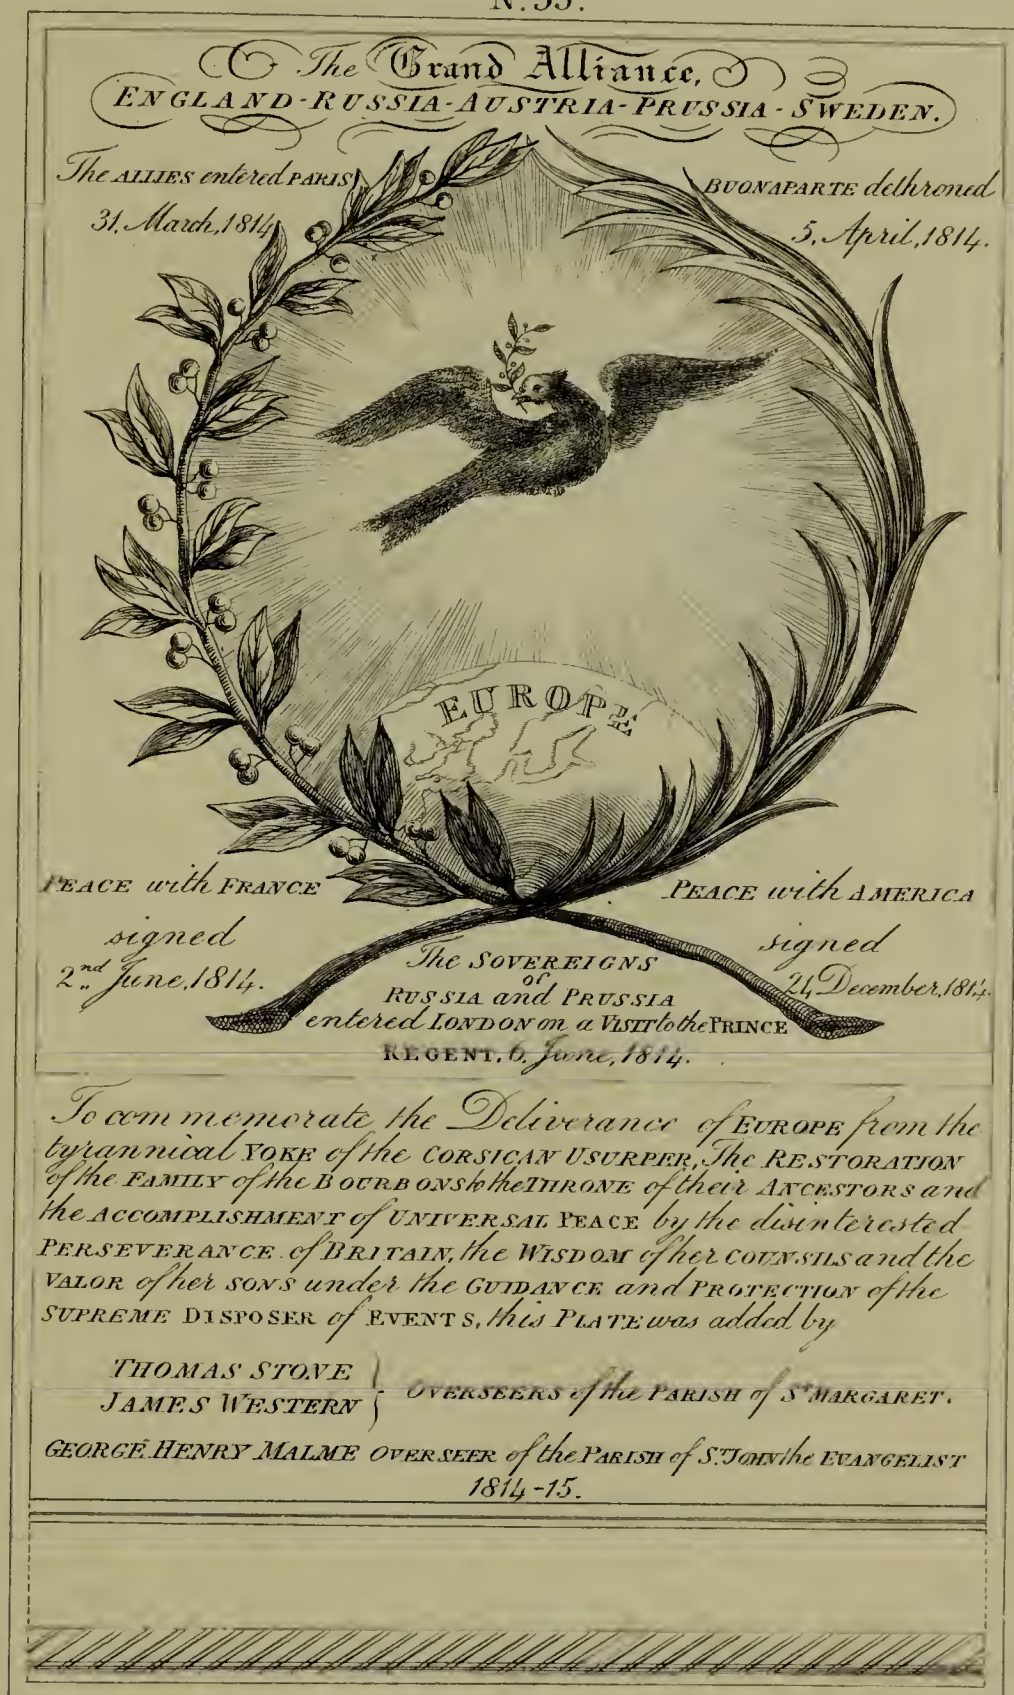 N. 55.
The Grand Alliance,
ENGLAND-RUSSIA-AUSTRIA-PRUSSIA-SWEDEN.
The ALLIES entered PARIS
31, March, 1814
BUONAPARTE dethroned
5, April, 1814.
EUROPE
PEACE with FRANCE
signed
2nd June, 1814.
PEACE with AMERICA
signed
24 December, 1814.
The SOVEREIGNS
of
RUSSIA and PRUSSIA
entered LONDON on a VISIT to the PRINCE
REGENT, 6, June, 1814.
To commemorate the Deliverance of EUROPE from the
tyrannical YOKE of the CORSICAN USURPER, The RESTORATION
of the FAMILY of the BOURBONS to the THRONE of their ANCESTORS and
the ACCOMPLISHMENT of UNIVERSAL PEACE by the disinterested
PERSEVERANCE of BRITAIN, the WISDOM of her COUNSILS and the
VALOR of her SONS under the GUIDANCE and PROTECTION of the
SUPREME DISPOSER of EVENTS, this PLATE was added by
THOMAS STONE
JAMES WESTERN } OVERSEERS of the PARISH of St MARGARET.
GEORGE HENRY MALME OVERSEER of the PARISH of St JOHN the EVANGELIST
1814-15.